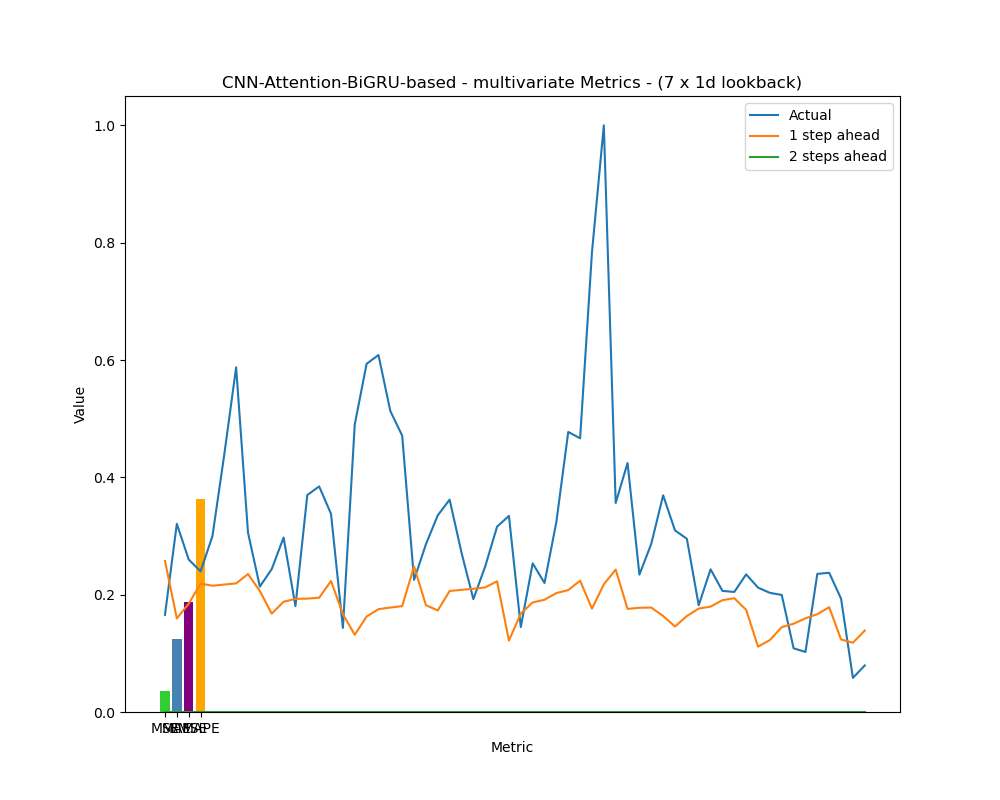 CNN-Attention-BiGRU-based - multivariate Metrics - (7 x 1d lookback)
Actual
1 step ahead
2 steps ahead
1.0
0.8
0.6
0.4
0.2
0.0
Value
Metric